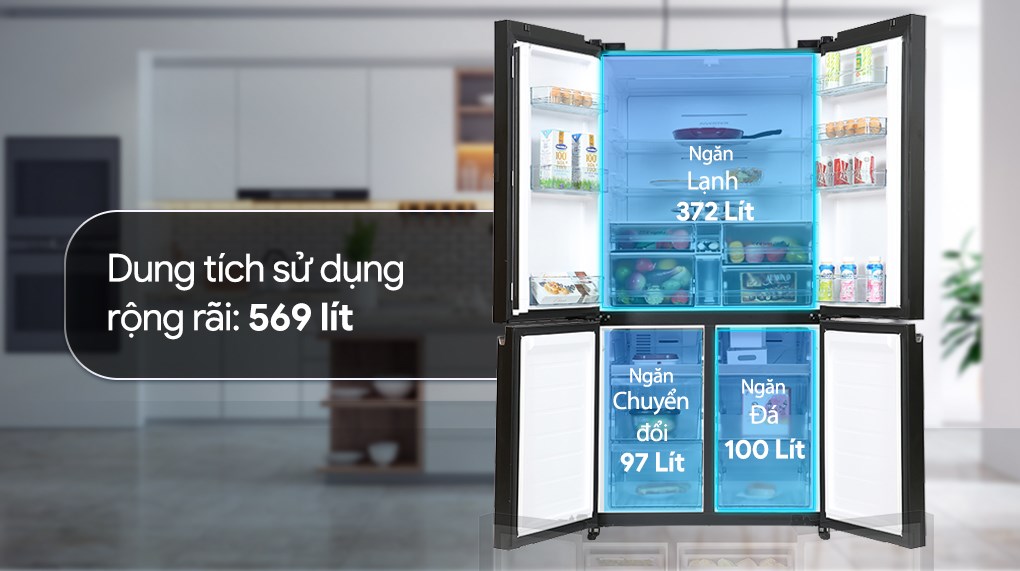 Dung tích sử dụng
rộng rãi: 569 lít
Ngăn
Lạnh
372 Lít
Ngăn
Chuyển
đổi
97 Lít
Ngăn
Đá
100 Lít